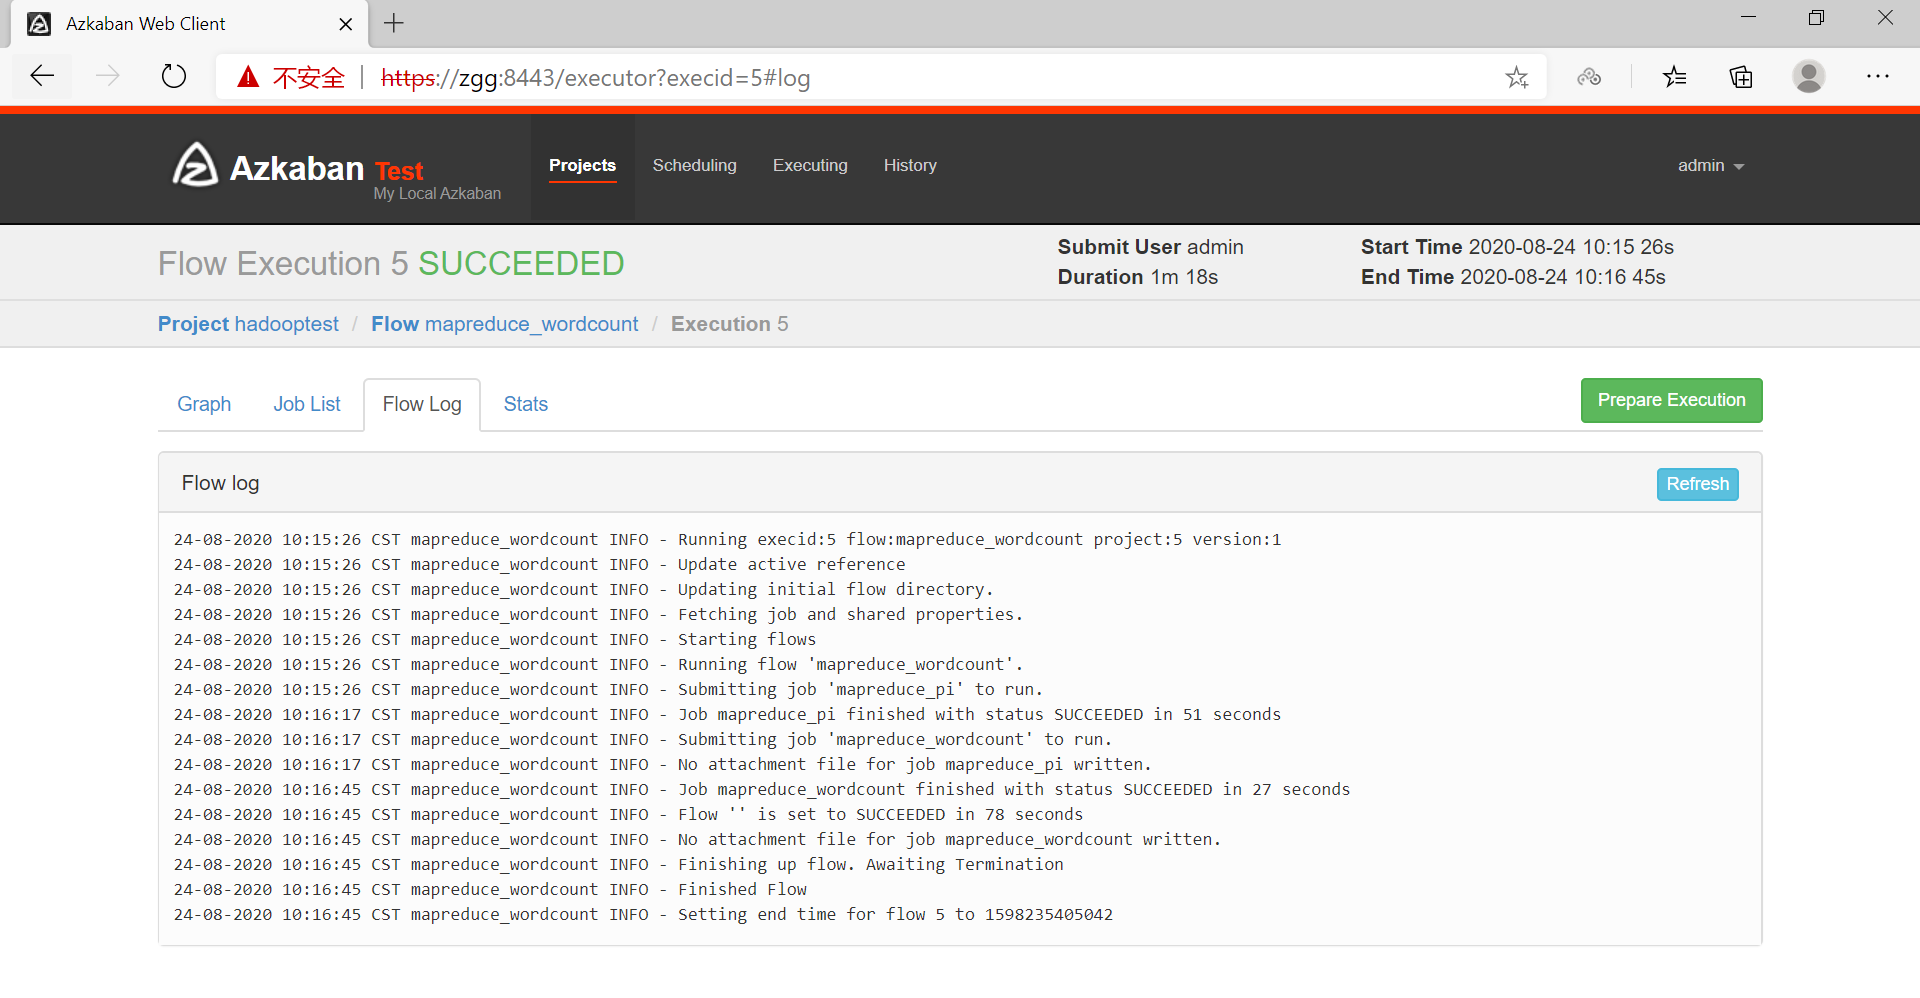 Azkaban Web Client
不安全 | https://zgg:8443/executor?execid=5#log
Azkaban Test
My Local Azkaban
Projects Scheduling Executing History admin
Flow Execution 5 SUCCEEDED
Submit User admin
Duration 1m 18s
Start Time 2020-08-24 10:15 26s
End Time 2020-08-24 10:16 45s
Project hadooptest / Flow mapreduce_wordcount / Execution 5
Graph Job List Flow Log Stats Prepare Execution
Flow log Refresh
24-08-2020 10:15:26 CST mapreduce_wordcount INFO - Running execid:5 flow:mapreduce_wordcount project:5 version:1
24-08-2020 10:15:26 CST mapreduce_wordcount INFO - Update active reference
24-08-2020 10:15:26 CST mapreduce_wordcount INFO - Updating initial flow directory.
24-08-2020 10:15:26 CST mapreduce_wordcount INFO - Fetching job and shared properties.
24-08-2020 10:15:26 CST mapreduce_wordcount INFO - Starting flows
24-08-2020 10:15:26 CST mapreduce_wordcount INFO - Running flow 'mapreduce_wordcount'.
24-08-2020 10:15:26 CST mapreduce_wordcount INFO - Submitting job 'mapreduce_pi' to run.
24-08-2020 10:16:17 CST mapreduce_wordcount INFO - Job mapreduce_pi finished with status SUCCEEDED in 51 seconds
24-08-2020 10:16:17 CST mapreduce_wordcount INFO - Submitting job 'mapreduce_wordcount' to run.
24-08-2020 10:16:17 CST mapreduce_wordcount INFO - No attachment file for job mapreduce_pi written.
24-08-2020 10:16:45 CST mapreduce_wordcount INFO - Job mapreduce_wordcount finished with status SUCCEEDED in 27 seconds
24-08-2020 10:16:45 CST mapreduce_wordcount INFO - Flow '' is set to SUCCEEDED in 78 seconds
24-08-2020 10:16:45 CST mapreduce_wordcount INFO - No attachment file for job mapreduce_wordcount written.
24-08-2020 10:16:45 CST mapreduce_wordcount INFO - Finishing up flow. Awaiting Termination
24-08-2020 10:16:45 CST mapreduce_wordcount INFO - Finished Flow
24-08-2020 10:16:45 CST mapreduce_wordcount INFO - Setting end time for flow 5 to 1598235405042